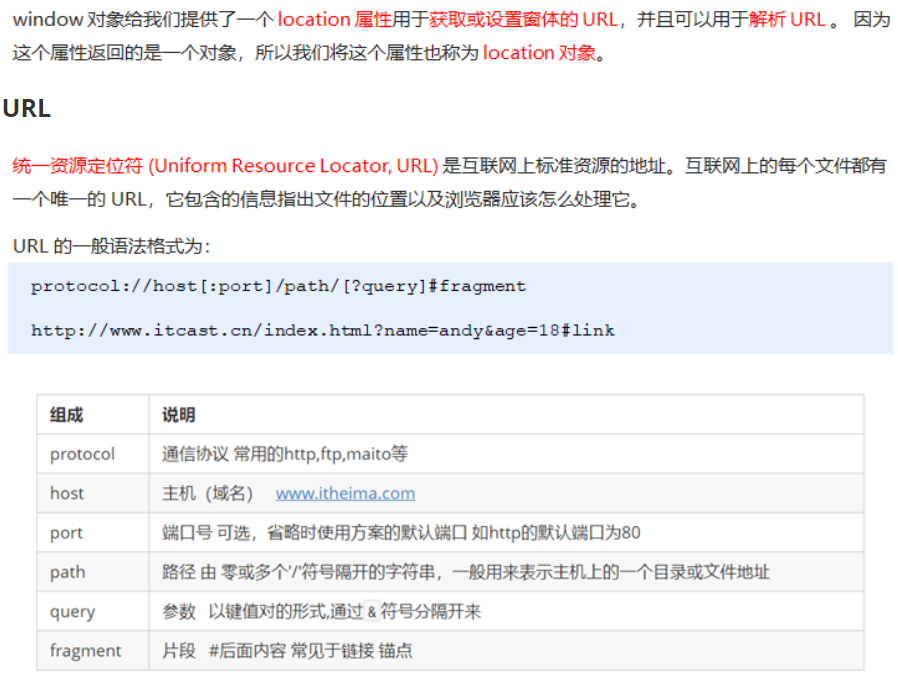 window 对象给我们提供了一个 location 属性用于获取或设置窗体的 URL，并且可以用于解析 URL 。 因为
这个属性返回的是一个对象，所以我们将这个属性也称为 location 对象。
URL
统一资源定位符 (Uniform Resource Locator, URL) 是互联网上标准资源的地址。互联网上的每个文件都有
一个唯一的 URL，它包含的信息指出文件的位置以及浏览器应该怎么处理它。
URL 的一般语法格式为：
protocol://host[:port]/path/[?query]#fragment
http://www.itcast.cn/index.html?name=andy&age=18#link
组成 说明
protocol 通信协议 常用的http,ftp,maito等
host 主机（域名） www.itheima.com
port 端口号 可选，省略时使用方案的默认端口 如http的默认端口为80
path 路径 由 零或多个'/'符号隔开的字符串，一般用来表示主机上的一个目录或文件地址
query 参数 以键值对的形式,通过 & 符号分隔开来
fragment 片段 #后面内容 常见于链接 锚点